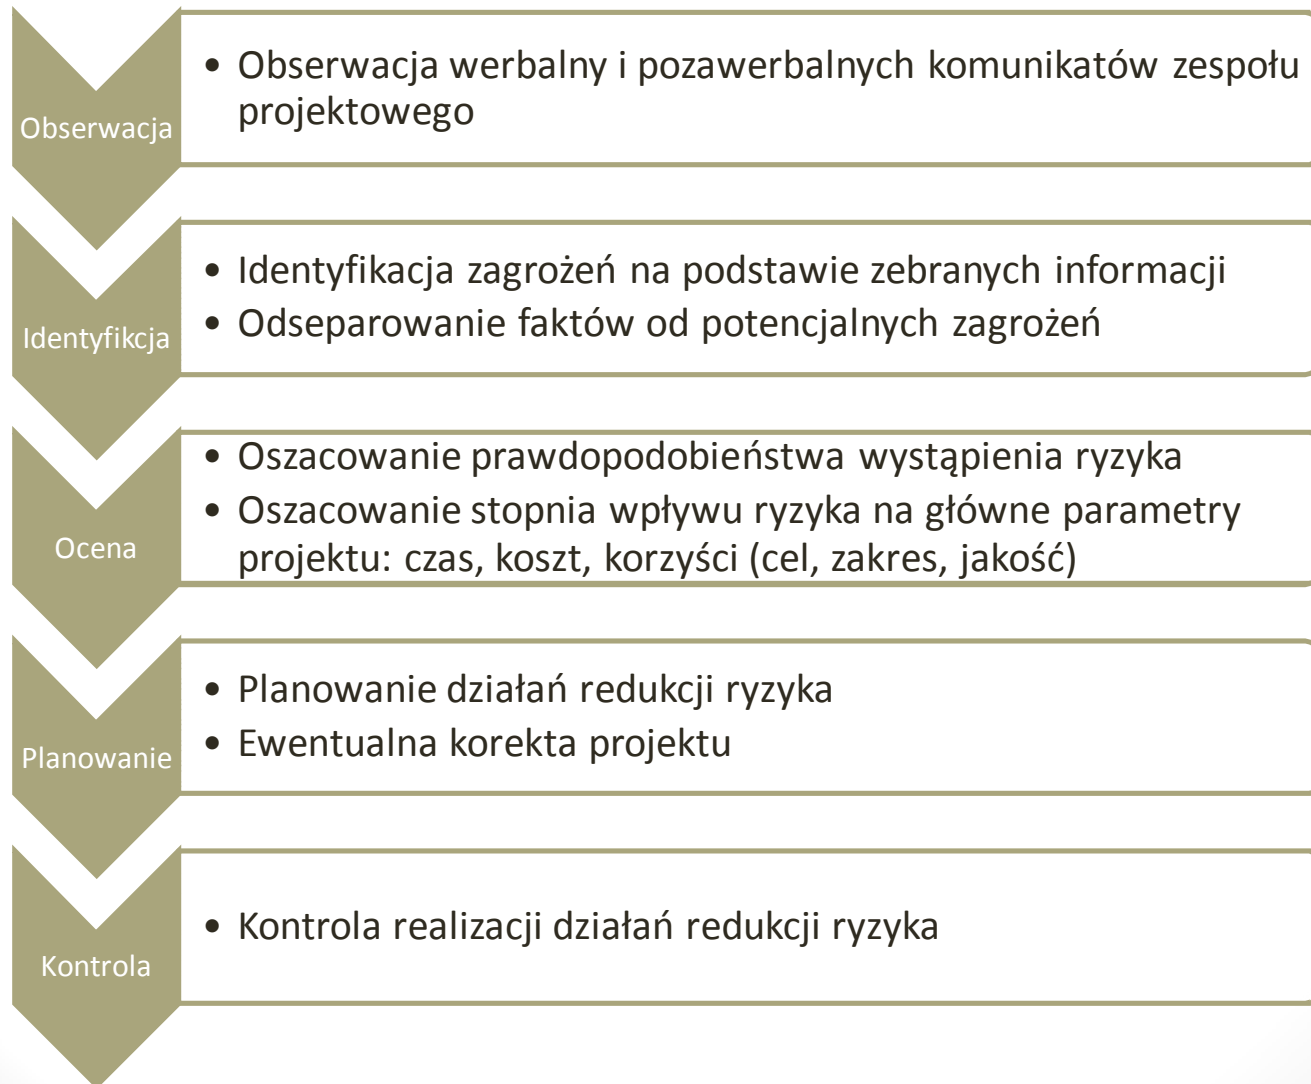 Obserwacja
• Obserwacja werbalny i pozawerbalnych komunikatów zespołu
projektowego
Identyfikcja
• Identyfikacja zagrożeń na podstawie zebranych informacji
• Odseparowanie faktów od potencjalnych zagrożeń
Ocena
• Oszacowanie prawdopodobieństwa wystąpienia ryzyka
• Oszacowanie stopnia wpływu ryzyka na główne parametry
projektu: czas, koszt, korzyści (cel, zakres, jakość)
Planowanie
• Planowanie działań redukcji ryzyka
• Ewentualna korekta projektu
Kontrola
• Kontrola realizacji działań redukcji ryzyka